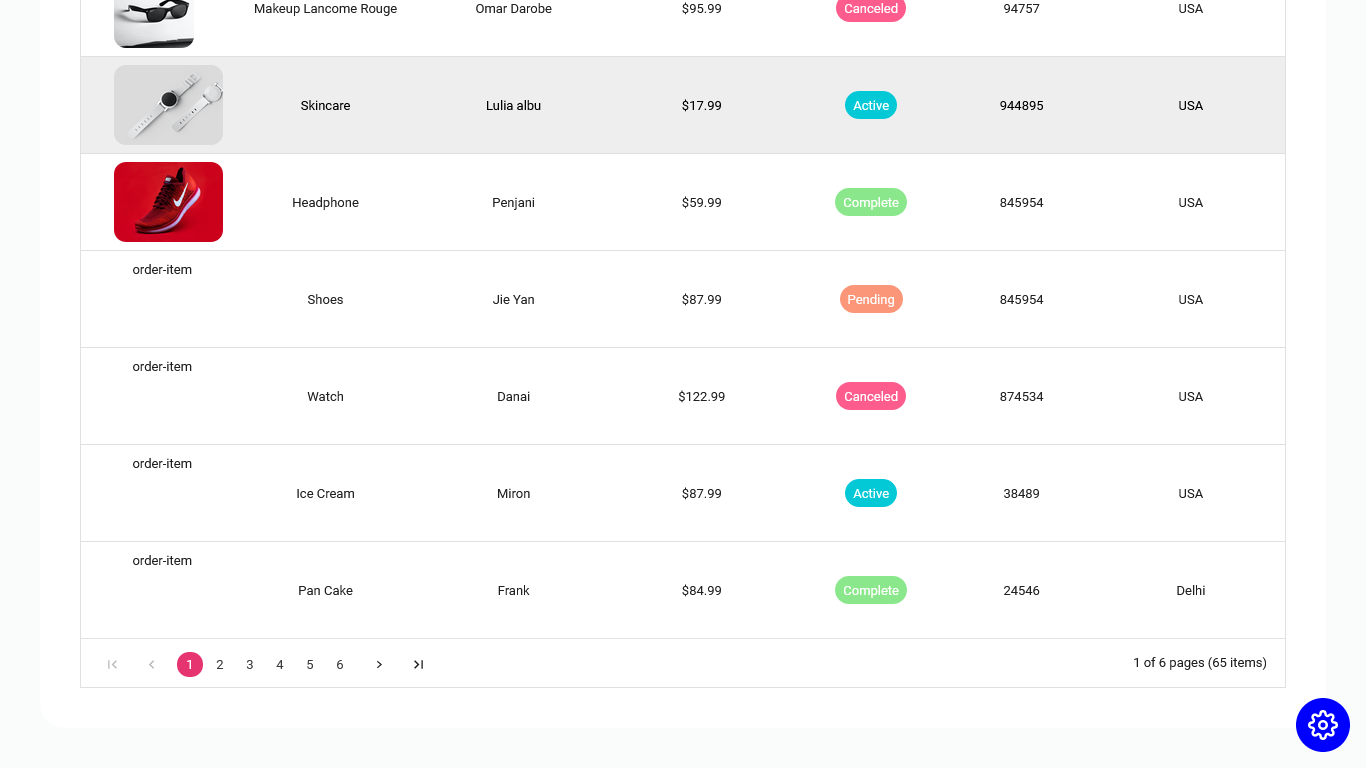 Makeup Lancome Rouge Omar Darobe $95.99 Canceled 94757 USA
Skincare Lulia albu $17.99 Active 944895 USA
Headphone Penjani $59.99 Complete 845954 USA
order-item
Shoes Jie Yan $87.99 Pending 845954 USA
order-item
Watch Danai $122.99 Canceled 874534 USA
order-item
Ice Cream Miron $87.99 Active 38489 USA
order-item
Pan Cake Frank $84.99 Complete 24546 Delhi
1 2 3 4 5 6 1 of 6 pages (65 items)